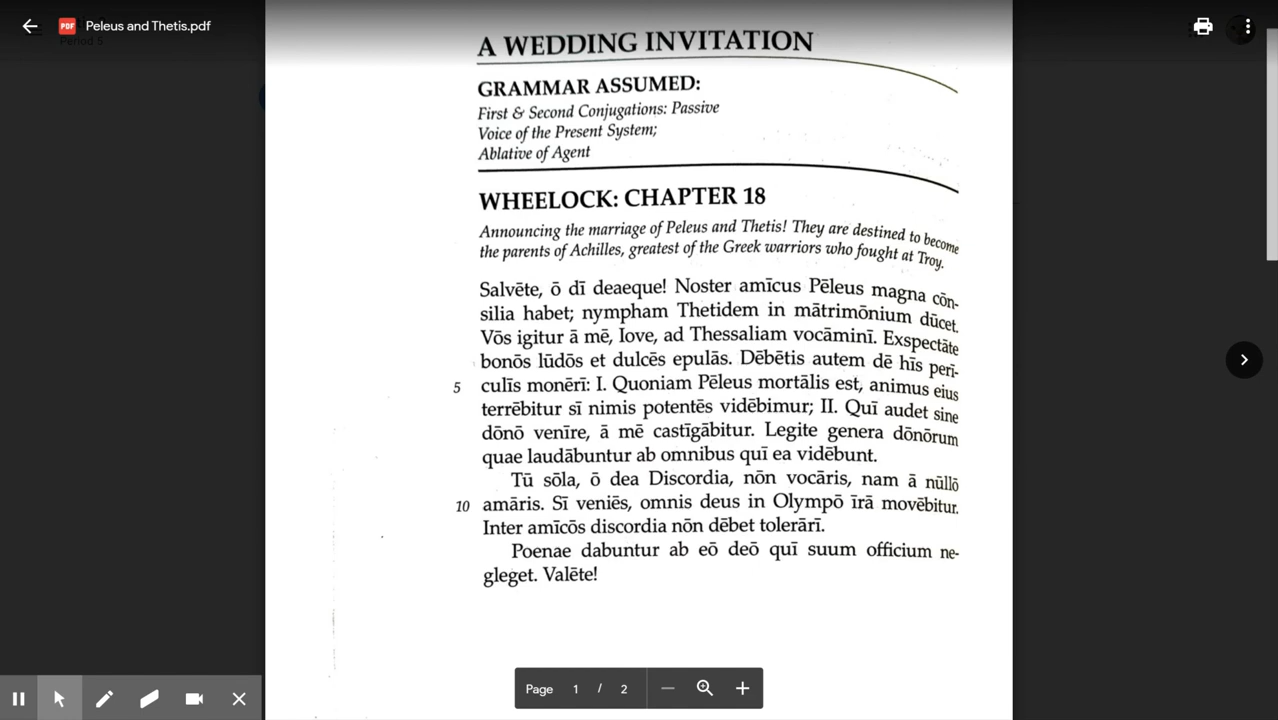 Peleus and Thetis.pdf
Period 5
A WEDDING INVITATION
GRAMMAR ASSUMED:
First & Second Conjugations: Passive
Voice of the Present System;
Ablative of Agent
WHEELOCK: CHAPTER 18
Announcing the marriage of Peleus and Thetis! They are destined to become
the parents of Achilles, greatest of the Greek warriors who fought at Troy.
Salvēte, ō dī deaeque! Noster amīcus Pēleus magna cōn-
silia habet; nympham Thetidem in mātrimōnium dūcet.
Vōs igitur ā mē, Iove, ad Thessaliam vocāminī. Exspectāte
bonōs lūdōs et dulcēs epulās. Dēbētis autem dē hīs perī-
5 culīs monērī: I. Quoniam Pēleus mortālis est, animus eius
terrēbitur sī nimis potentēs vidēbimur; II. Quī audet sine
dōnō venīre, ā mē castīgābitur. Legite genera dōnōrum
quae laudābuntur ab omnibus quī ea vidēbunt.
Tū sōla, ō dea Discordia, nōn vocāris, nam ā nūllō
10 amāris. Sī veniēs, omnis deus in Olympō īrā movēbitur.
Inter amīcōs discordia nōn dēbet tolerārī.
Poenae dabuntur ab eō deō quī suum officium ne-
gleget. Valēte!
Page 1 / 2